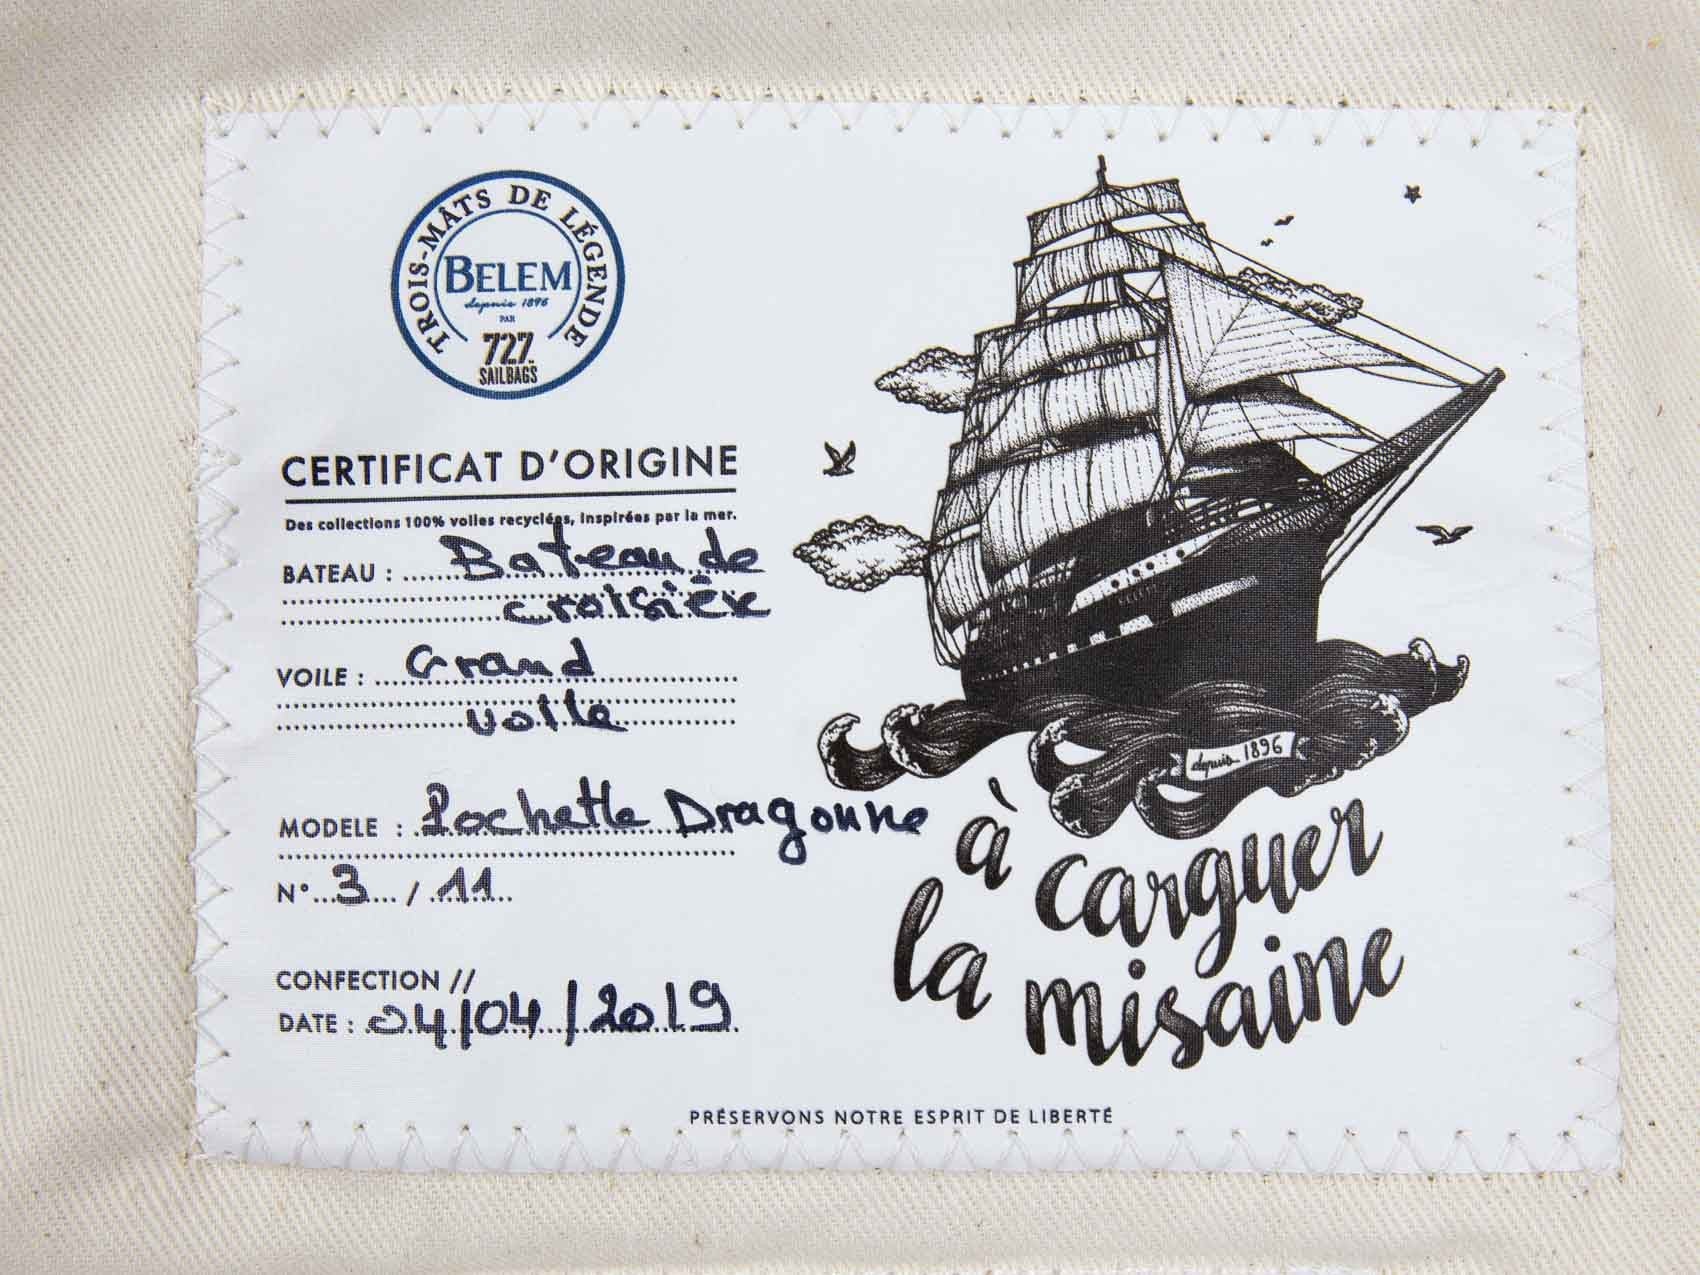 TROIS-MÂTS DE LÉGENDE
BELEM
depuis 1896
PAR
727
SAILBAGS
CERTIFICAT D'ORIGINE
Des collections 100% voiles recyclées, inspirées par la mer.
BATEAU : Bateau de
croisière
VOILE : Grand
voile
MODELE : Pochette Dragonne
N° 3 / 11
CONFECTION //
DATE : 04/04/2019
depuis 1896
à carguer
la misaine
PRÉSERVONS NOTRE ESPRIT DE LIBERTÉ